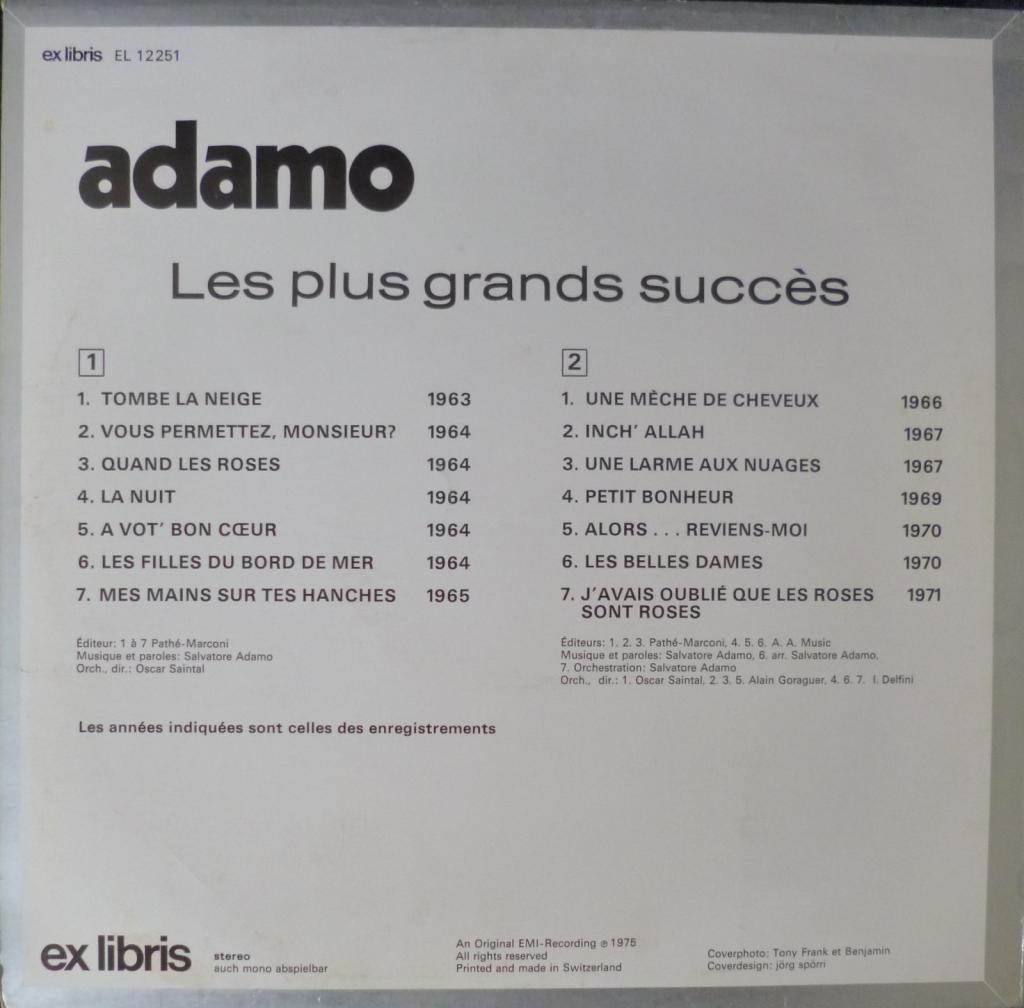 ex libris EL 12251
adamo
Les plus grands succès
1
1. TOMBE LA NEIGE 1963
2. VOUS PERMETTEZ, MONSIEUR? 1964
3. QUAND LES ROSES 1964
4. LA NUIT 1964
5. A VOT' BON CŒUR 1964
6. LES FILLES DU BORD DE MER 1964
7. MES MAINS SUR TES HANCHES 1965
Éditeur: 1 à 7 Pathé-Marconi
Musique et paroles: Salvatore Adamo
Orch., dir.: Oscar Saintal
2
1. UNE MÈCHE DE CHEVEUX 1966
2. INCH' ALLAH 1967
3. UNE LARME AUX NUAGES 1967
4. PETIT BONHEUR 1969
5. ALORS . . . REVIENS-MOI 1970
6. LES BELLES DAMES 1970
7. J'AVAIS OUBLIÉ QUE LES ROSES 1971
SONT ROSES
Éditeurs: 1. 2. 3. Pathé-Marconi, 4. 5. 6. A. A. Music
Musique et paroles: Salvatore Adamo, 6. arr. Salvatore Adamo,
7. Orchestration: Salvatore Adamo
Orch., dir.: 1. Oscar Saintal, 2. 3. 5. Alain Goraguer, 4. 6. 7. I. Delfini
Les années indiquées sont celles des enregistrements
ex libris
stereo
auch mono abspielbar
An Original EMI-Recording ℗ 1975
All rights reserved
Printed and made in Switzerland
Coverphoto: Tony Frank et Benjamin
Coverdesign: jörg spörri